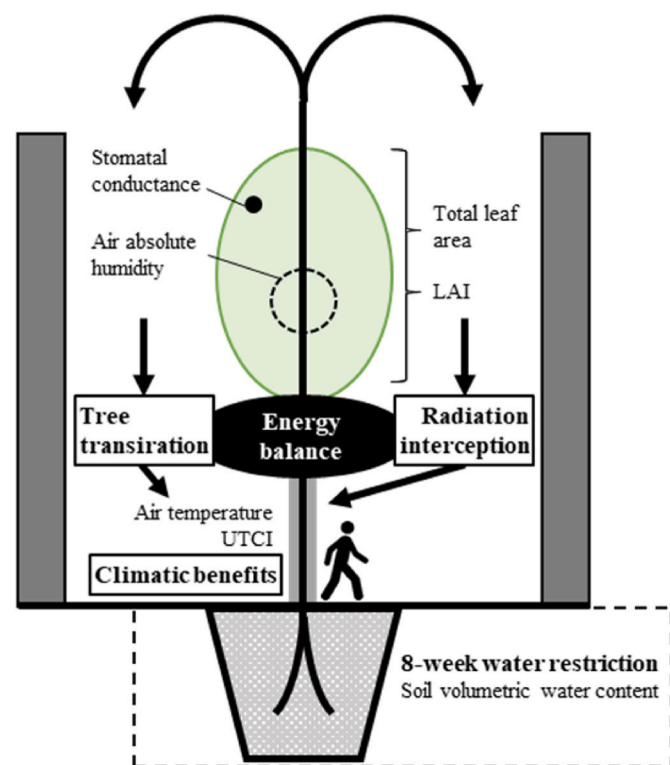 Stomatal
conductance
Air absolute
humidity
Total leaf
area
LAI
Tree
transiration
Energy
balance
Radiation
interception
Air temperature
UTCI
Climatic benefits
8-week water restriction
Soil volumetric water content